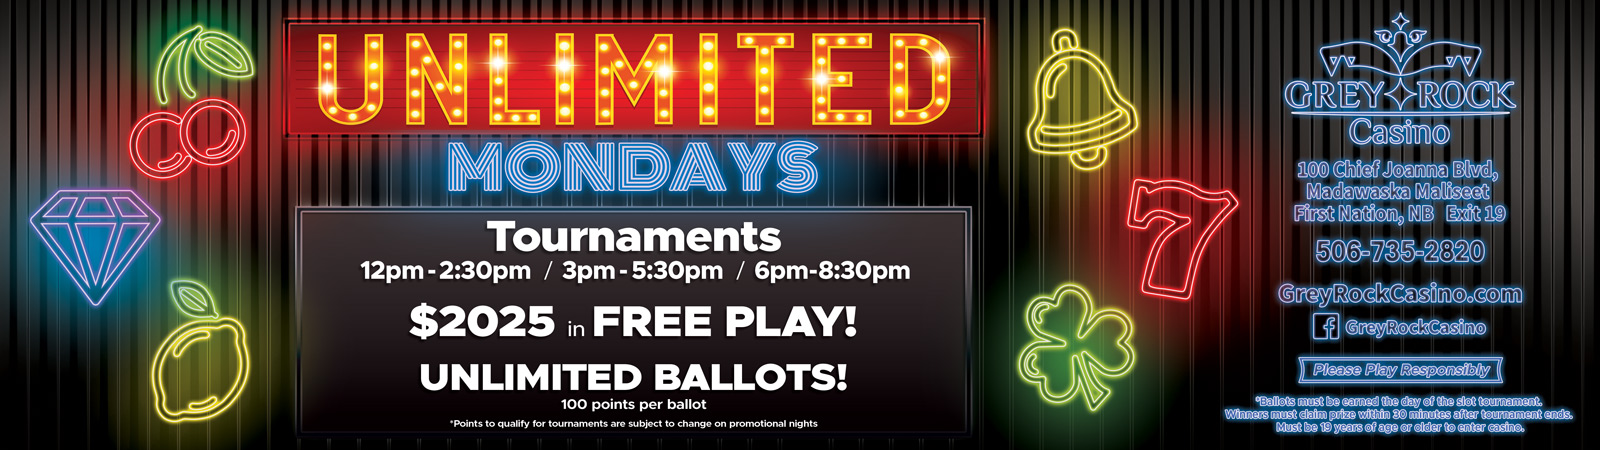 UNLIMITED
MONDAYS
Tournaments
12pm - 2:30pm / 3pm - 5:30pm / 6pm-8:30pm
$2025 in FREE PLAY!
UNLIMITED BALLOTS!
100 points per ballot
*Points to qualify for tournaments are subject to change on promotional nights
7
GREY ROCK
Casino
100 Chief Joanna Blvd,
Madawaska Maliseet
First Nation, NB Exit 19
506-735-2820
GreyRockCasino.com
f GreyRockCasino
Please Play Responsibly
*Ballots must be earned the day of the slot tournament.
Winners must claim prize within 30 minutes after tournament ends.
Must be 19 years of age or older to enter casino.